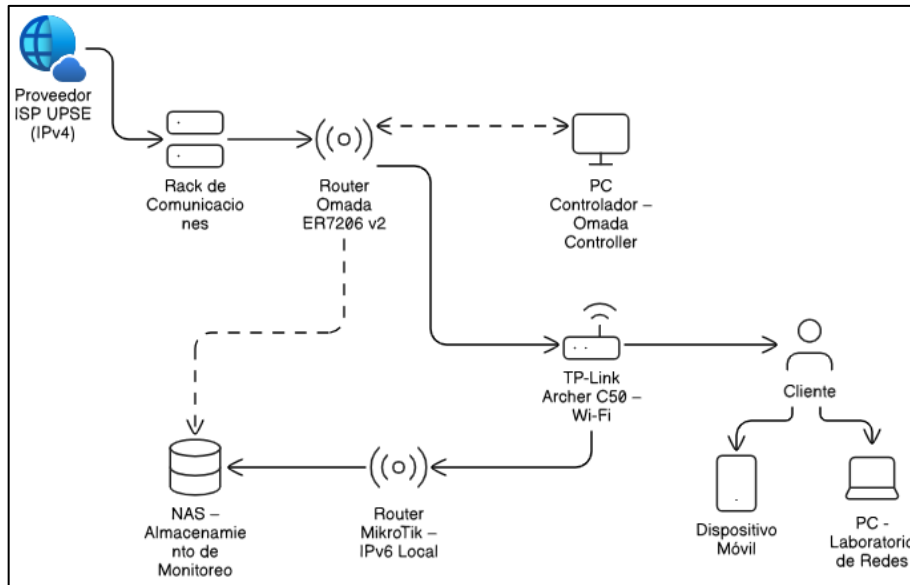 Proveedor
ISP UPSE
(IPv4)
Rack de
Comunicacio
nes
Router
Omada
ER7206 v2
PC
Controlador –
Omada
Controller
TP-Link
Archer C50 –
Wi-Fi
Cliente
NAS –
Almacenamie
nto de
Monitoreo
Router
MikroTik –
IPv6 Local
Dispositivo
Móvil
PC -
Laboratorio
de Redes